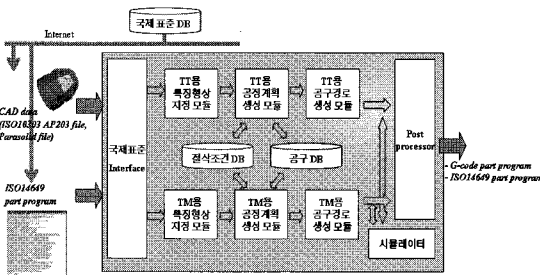 국제 표준 DB
Internet
CAD data
(ISO10303 AP203 file,
Parasolid file)
ISO14649
part program
국제표준
Interface
TT용
특징형상
지정 모듈
TT용
공정계획
생성 모듈
TT용
공구경로
생성 모듈
절삭조건 DB
공구 DB
TM용
특징형상
지정 모듈
TM용
공정계획
생성 모듈
TM용
공구경로
생성 모듈
Post
processor
시뮬레이터
- G-code part program
- ISO14649 part program